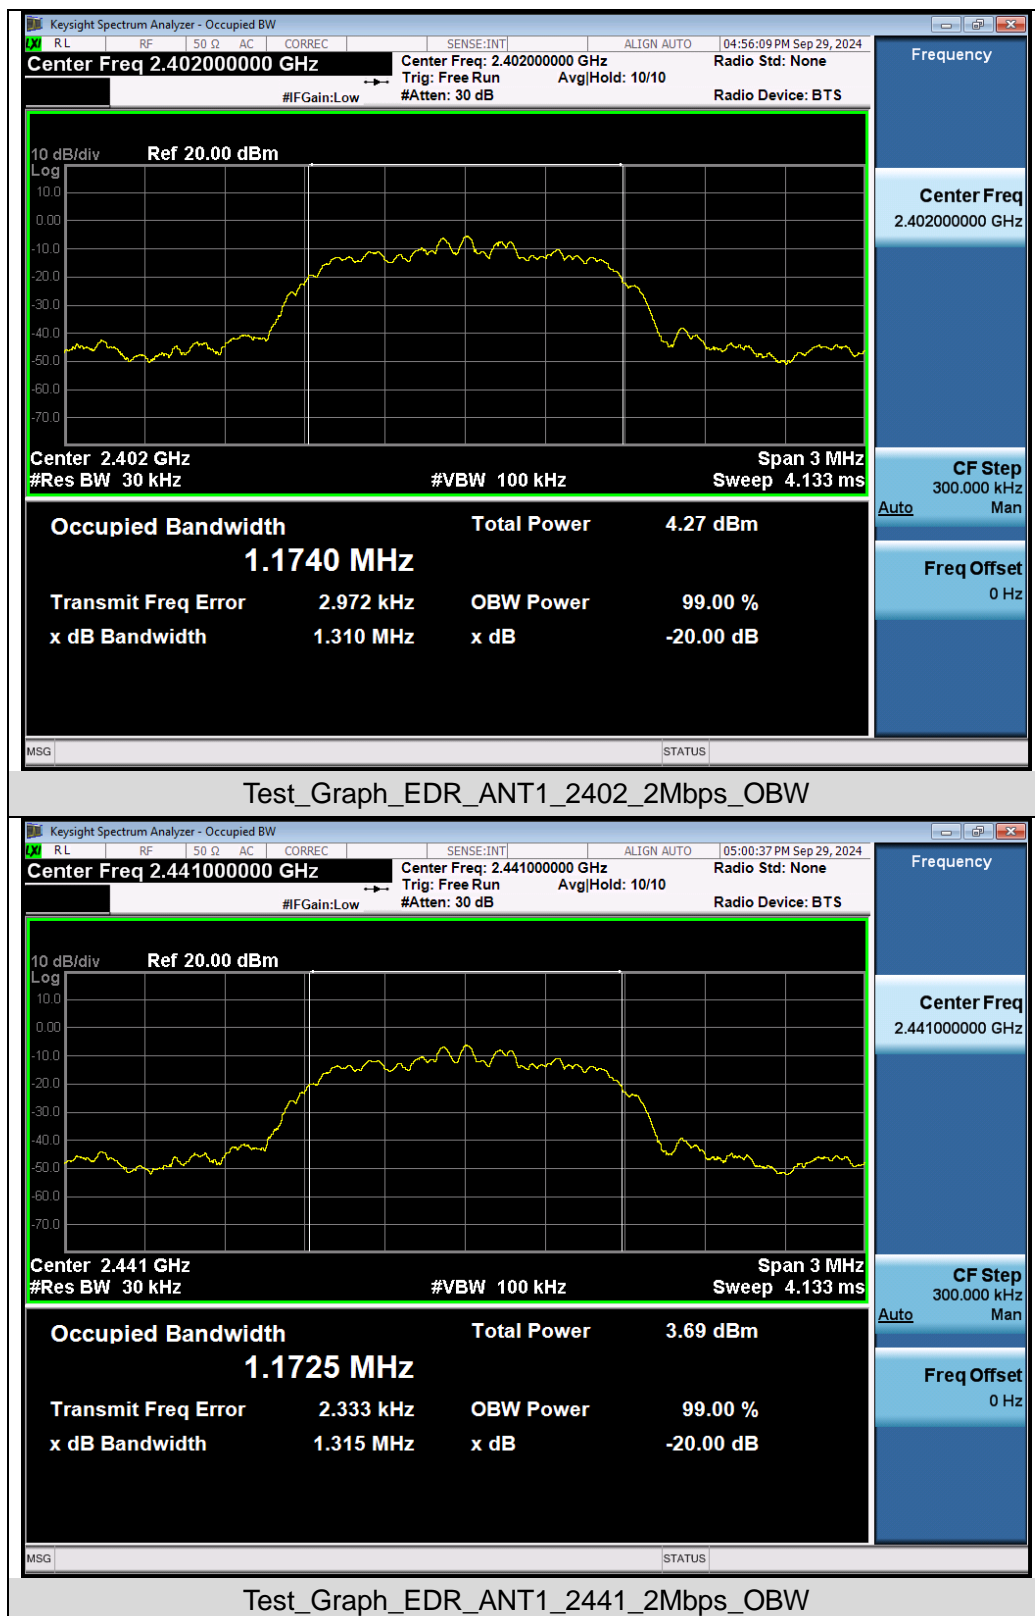 Keysight Spectrum Analyzer - Occupied BW
LXI RL RF 50 Ω AC CORREC SENSE:INT ALIGN AUTO 04:56:09 PM Sep 29, 2024
Center Freq 2.402000000 GHz
Center Freq: 2.402000000 GHz Radio Std: None
Trig: Free Run Avg|Hold: 10/10
#IFGain:Low #Atten: 30 dB Radio Device: BTS
Frequency
10 dB/div Ref 20.00 dBm
Log
10.0
0.00
-10.0
-20.0
-30.0
-40.0
-50.0
-60.0
-70.0
Center 2.402 GHz Span 3 MHz
#Res BW 30 kHz #VBW 100 kHz Sweep 4.133 ms
Center Freq
2.402000000 GHz
CF Step
300.000 kHz
Auto Man
Freq Offset
0 Hz
Occupied Bandwidth Total Power 4.27 dBm
1.1740 MHz
Transmit Freq Error 2.972 kHz OBW Power 99.00 %
x dB Bandwidth 1.310 MHz x dB -20.00 dB
MSG STATUS
Test_Graph_EDR_ANT1_2402_2Mbps_OBW
Keysight Spectrum Analyzer - Occupied BW
LXI RL RF 50 Ω AC CORREC SENSE:INT ALIGN AUTO 05:00:37 PM Sep 29, 2024
Center Freq 2.441000000 GHz
Center Freq: 2.441000000 GHz Radio Std: None
Trig: Free Run Avg|Hold: 10/10
#IFGain:Low #Atten: 30 dB Radio Device: BTS
Frequency
10 dB/div Ref 20.00 dBm
Log
10.0
0.00
-10.0
-20.0
-30.0
-40.0
-50.0
-60.0
-70.0
Center 2.441 GHz Span 3 MHz
#Res BW 30 kHz #VBW 100 kHz Sweep 4.133 ms
Center Freq
2.441000000 GHz
CF Step
300.000 kHz
Auto Man
Freq Offset
0 Hz
Occupied Bandwidth Total Power 3.69 dBm
1.1725 MHz
Transmit Freq Error 2.333 kHz OBW Power 99.00 %
x dB Bandwidth 1.315 MHz x dB -20.00 dB
MSG STATUS
Test_Graph_EDR_ANT1_2441_2Mbps_OBW